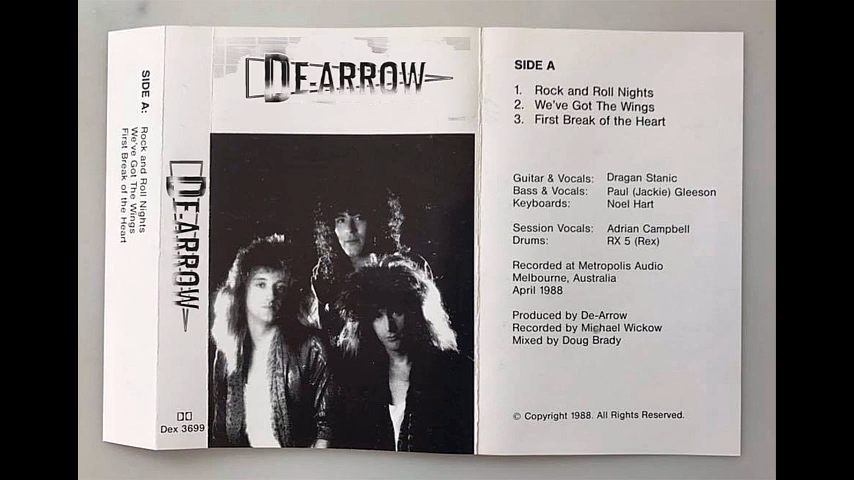 SIDE A:
Rock and Roll Nights
We've Got The Wings
First Break of the Heart
DE-ARROW
Dex 3699
DE-ARROW
SIDE A
1. Rock and Roll Nights
2. We've Got The Wings
3. First Break of the Heart
Guitar & Vocals: Dragan Stanic
Bass & Vocals: Paul (Jackie) Gleeson
Keyboards: Noel Hart
Session Vocals: Adrian Campbell
Drums: RX 5 (Rex)
Recorded at Metropolis Audio
Melbourne, Australia
April 1988
Produced by De-Arrow
Recorded by Michael Wickow
Mixed by Doug Brady
© Copyright 1988. All Rights Reserved.